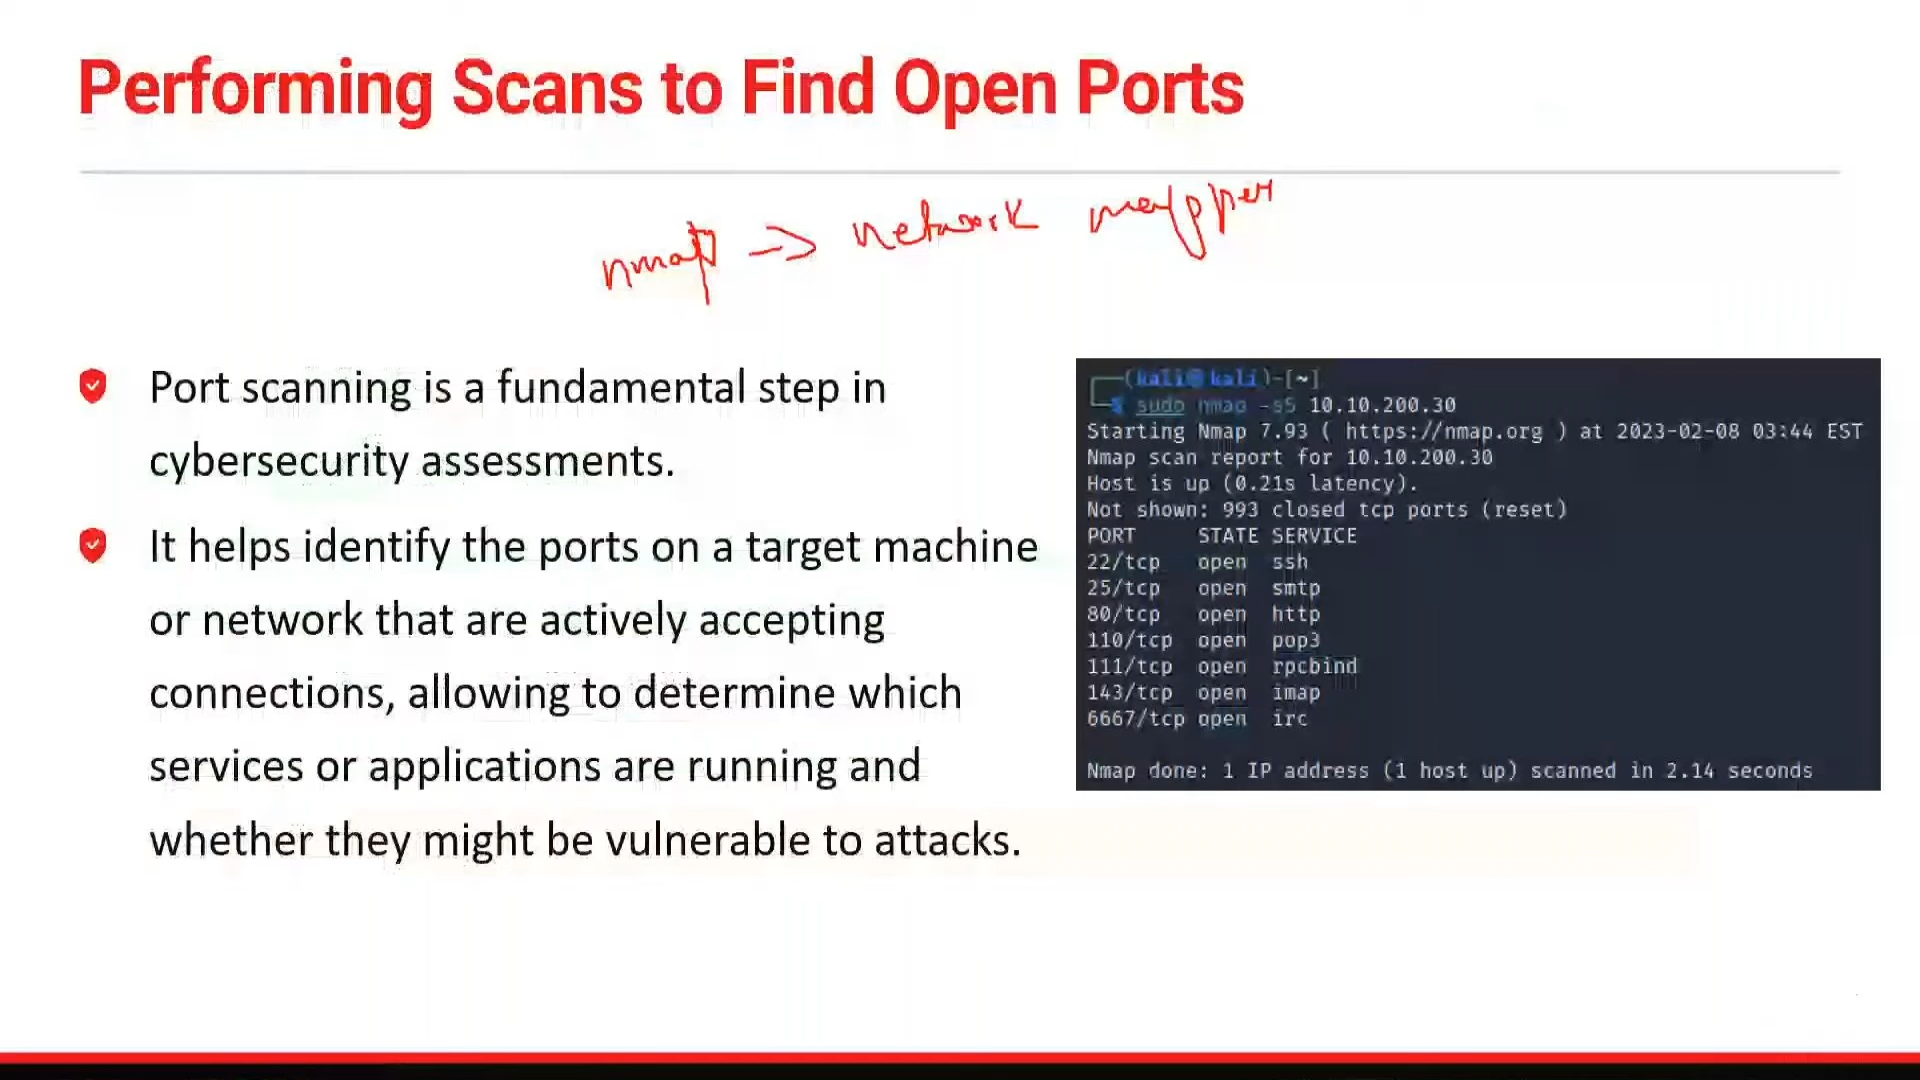 Performing Scans to Find Open Ports
nmap -> network mapper
Port scanning is a fundamental step in
cybersecurity assessments.
It helps identify the ports on a target machine
or network that are actively accepting
connections, allowing to determine which
services or applications are running and
whether they might be vulnerable to attacks.
(kali㉿kali)-[~]
sudo nmap -sS 10.10.200.30
Starting Nmap 7.93 ( https://nmap.org ) at 2023-02-08 03:44 EST
Nmap scan report for 10.10.200.30
Host is up (0.21s latency).
Not shown: 993 closed tcp ports (reset)
PORT STATE SERVICE
22/tcp open ssh
25/tcp open smtp
80/tcp open http
110/tcp open pop3
111/tcp open rpcbind
143/tcp open imap
6667/tcp open irc
Nmap done: 1 IP address (1 host up) scanned in 2.14 seconds